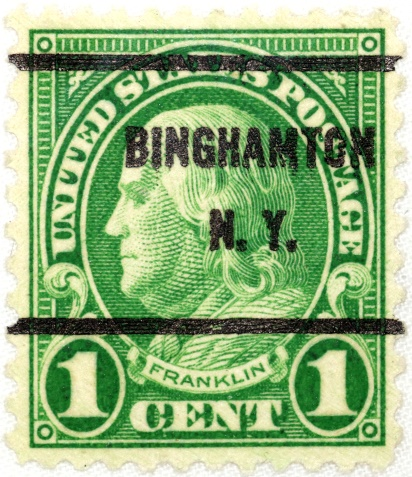 UNITED STATES POSTAGE
BINGHAMTON
N. Y.
FRANKLIN
1 CENT 1